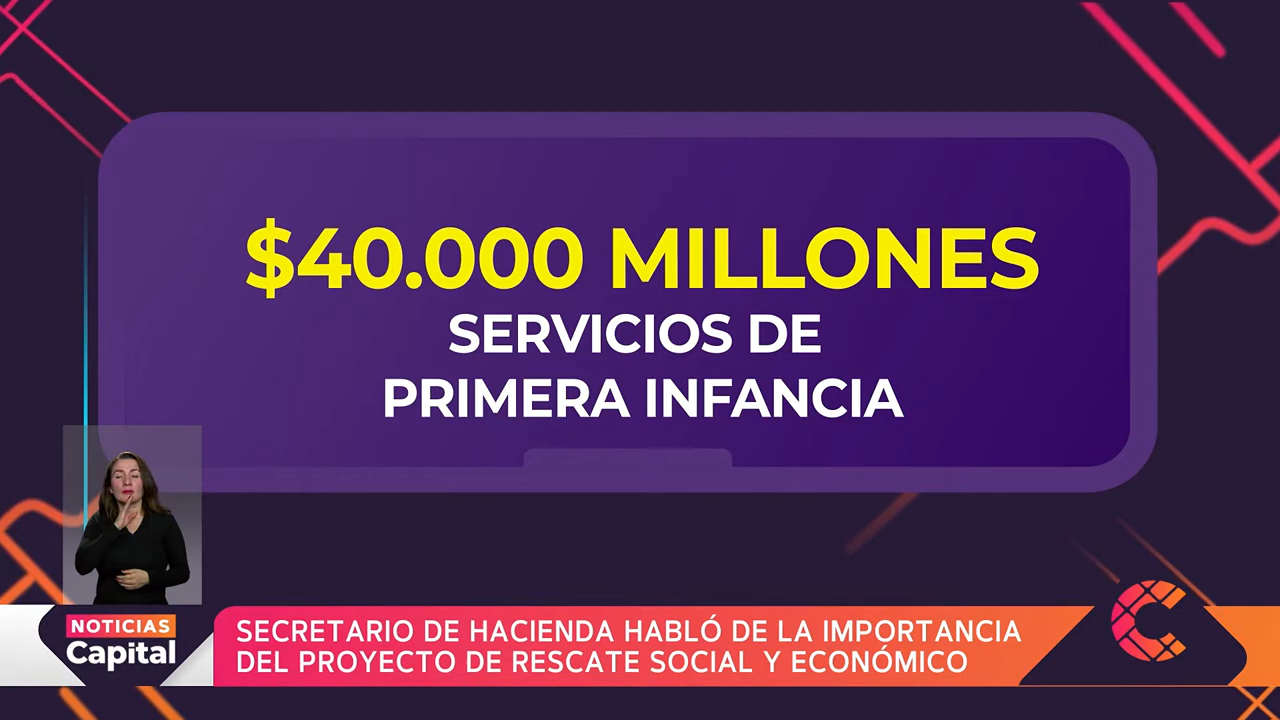 $40.000 MILLONES
SERVICIOS DE
PRIMERA INFANCIA
NOTICIAS
Capital
SECRETARIO DE HACIENDA HABLÓ DE LA IMPORTANCIA
DEL PROYECTO DE RESCATE SOCIAL Y ECONÓMICO